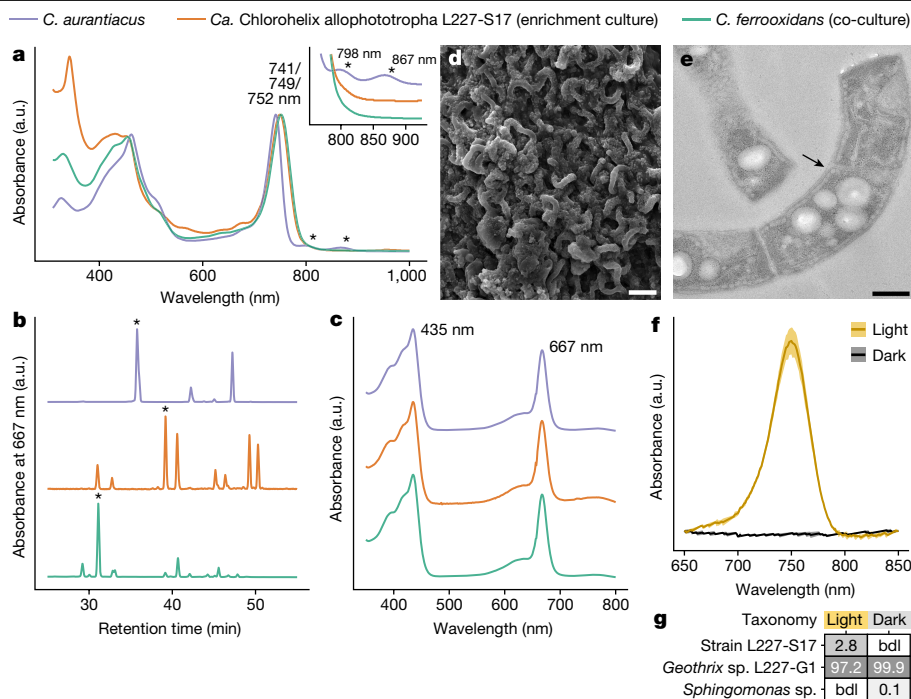 C. aurantiacus
Ca. Chlorohelix allophototropha L227-S17 (enrichment culture)
C. ferrooxidans (co-culture)
a
741/
749/
752 nm
798 nm
867 nm
*
*
800 850 900
*
*
Absorbance (a.u.)
400 600 800 1,000
Wavelength (nm)
d
e
b
*
*
*
Absorbance at 667 nm (a.u.)
30 40 50
Retention time (min)
c
435 nm
667 nm
Absorbance (a.u.)
400 500 600 700 800
Wavelength (nm)
f
Light
Dark
Absorbance (a.u.)
650 700 750 800 850
Wavelength (nm)
g
Taxonomy Light Dark
Strain L227-S17 2.8 bdl
Geothrix sp. L227-G1 97.2 99.9
Sphingomonas sp. bdl 0.1